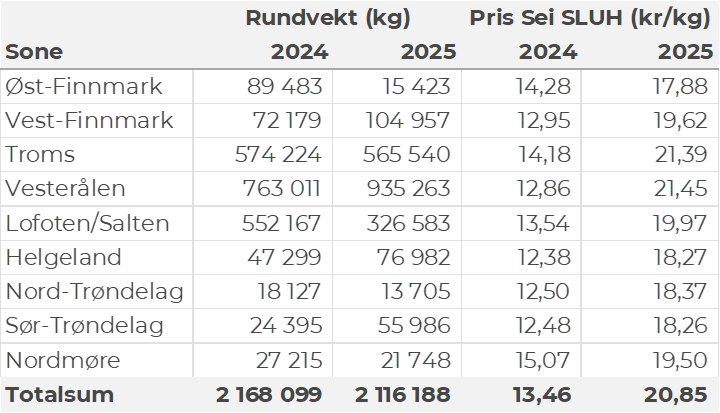 Rundvekt (kg) Pris Sei SLUH (kr/kg)
Sone 2024 2025 2024 2025
Øst-Finnmark 89 483 15 423 14,28 17,88
Vest-Finnmark 72 179 104 957 12,95 19,62
Troms 574 224 565 540 14,18 21,39
Vesterålen 763 011 935 263 12,86 21,45
Lofoten/Salten 552 167 326 583 13,54 19,97
Helgeland 47 299 76 982 12,38 18,27
Nord-Trøndelag 18 127 13 705 12,50 18,37
Sør-Trøndelag 24 395 55 986 12,48 18,26
Nordmøre 27 215 21 748 15,07 19,50
Totalsum 2 168 099 2 116 188 13,46 20,85